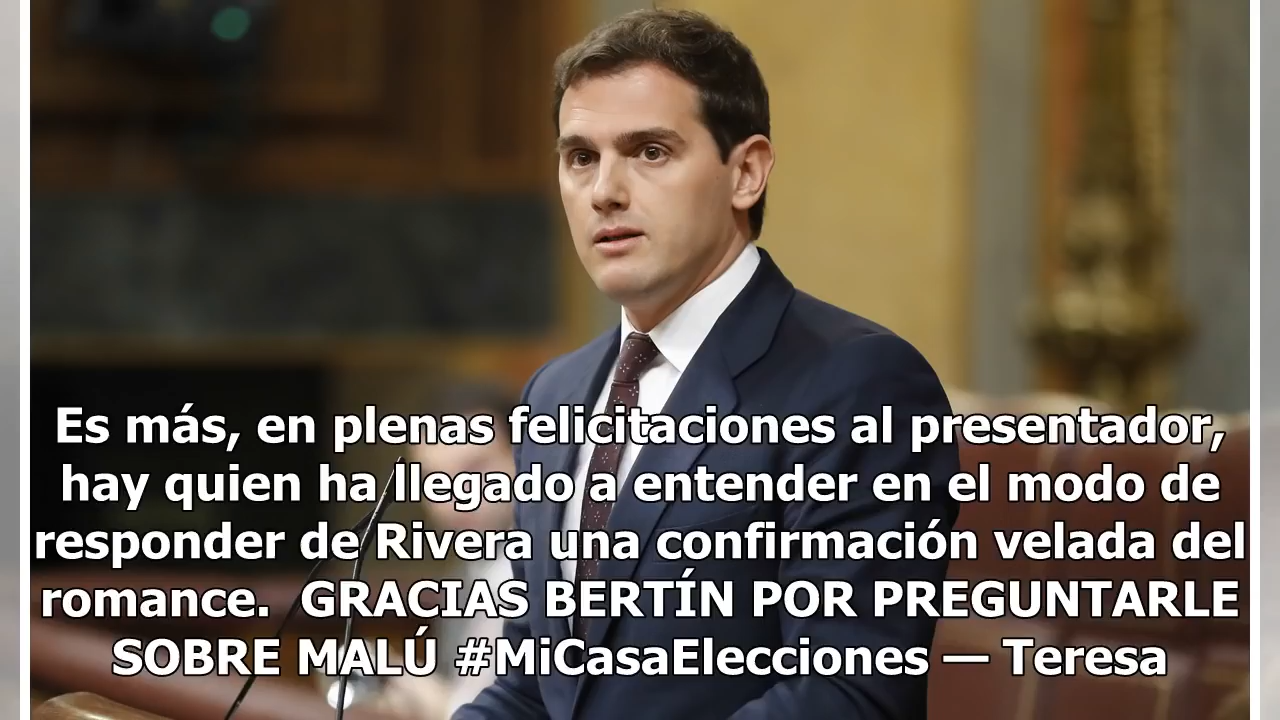 Es más, en plenas felicitaciones al presentador,
hay quien ha llegado a entender en el modo de
responder de Rivera una confirmación velada del
romance.  GRACIAS BERTÍN POR PREGUNTARLE
SOBRE MALÚ #MiCasaElecciones — Teresa